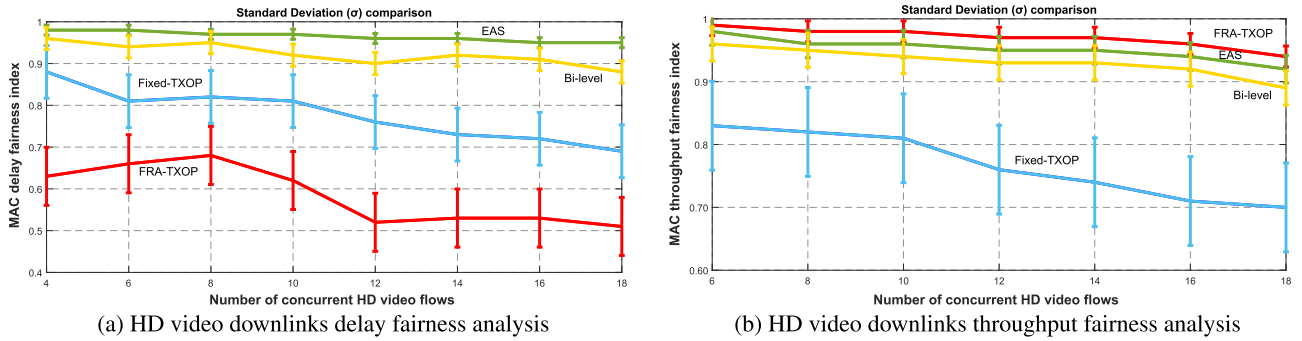 Standard Deviation (σ) comparison
MAC delay fairness index
1
0.9
0.8
0.7
0.6
0.5
0.4
EAS
Bi-level
Fixed-TXOP
FRA-TXOP
4 6 8 10 12 14 16 18
Number of concurrent HD video flows
(a) HD video downlinks delay fairness analysis
Standard Deviation (σ) comparison
MAC throughput fairness index
1
0.9
0.80
0.70
0.60
FRA-TXOP
EAS
Bi-level
Fixed-TXOP
6 8 10 12 14 16 18
Number of concurrent HD video flows
(b) HD video downlinks throughput fairness analysis